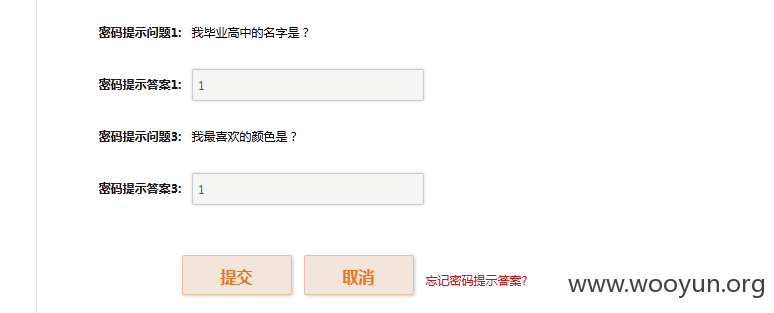 密码提示问题1: 我毕业高中的名字是？
密码提示答案1: 1
密码提示问题3: 我最喜欢的颜色是？
密码提示答案3: 1
提交 取消 忘记密码提示答案?
www.wooyun.org